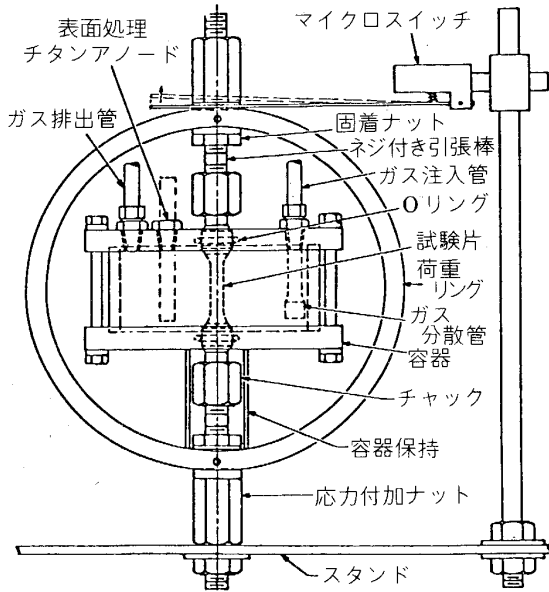 表面処理
チタンアノード
マイクロスイッチ
ガス排出管
固着ナット
ネジ付き引張棒
ガス注入管
Oリング
試験片
荷重
リング
ガス
分散管
容器
チャック
容器保持
応力付加ナット
スタンド